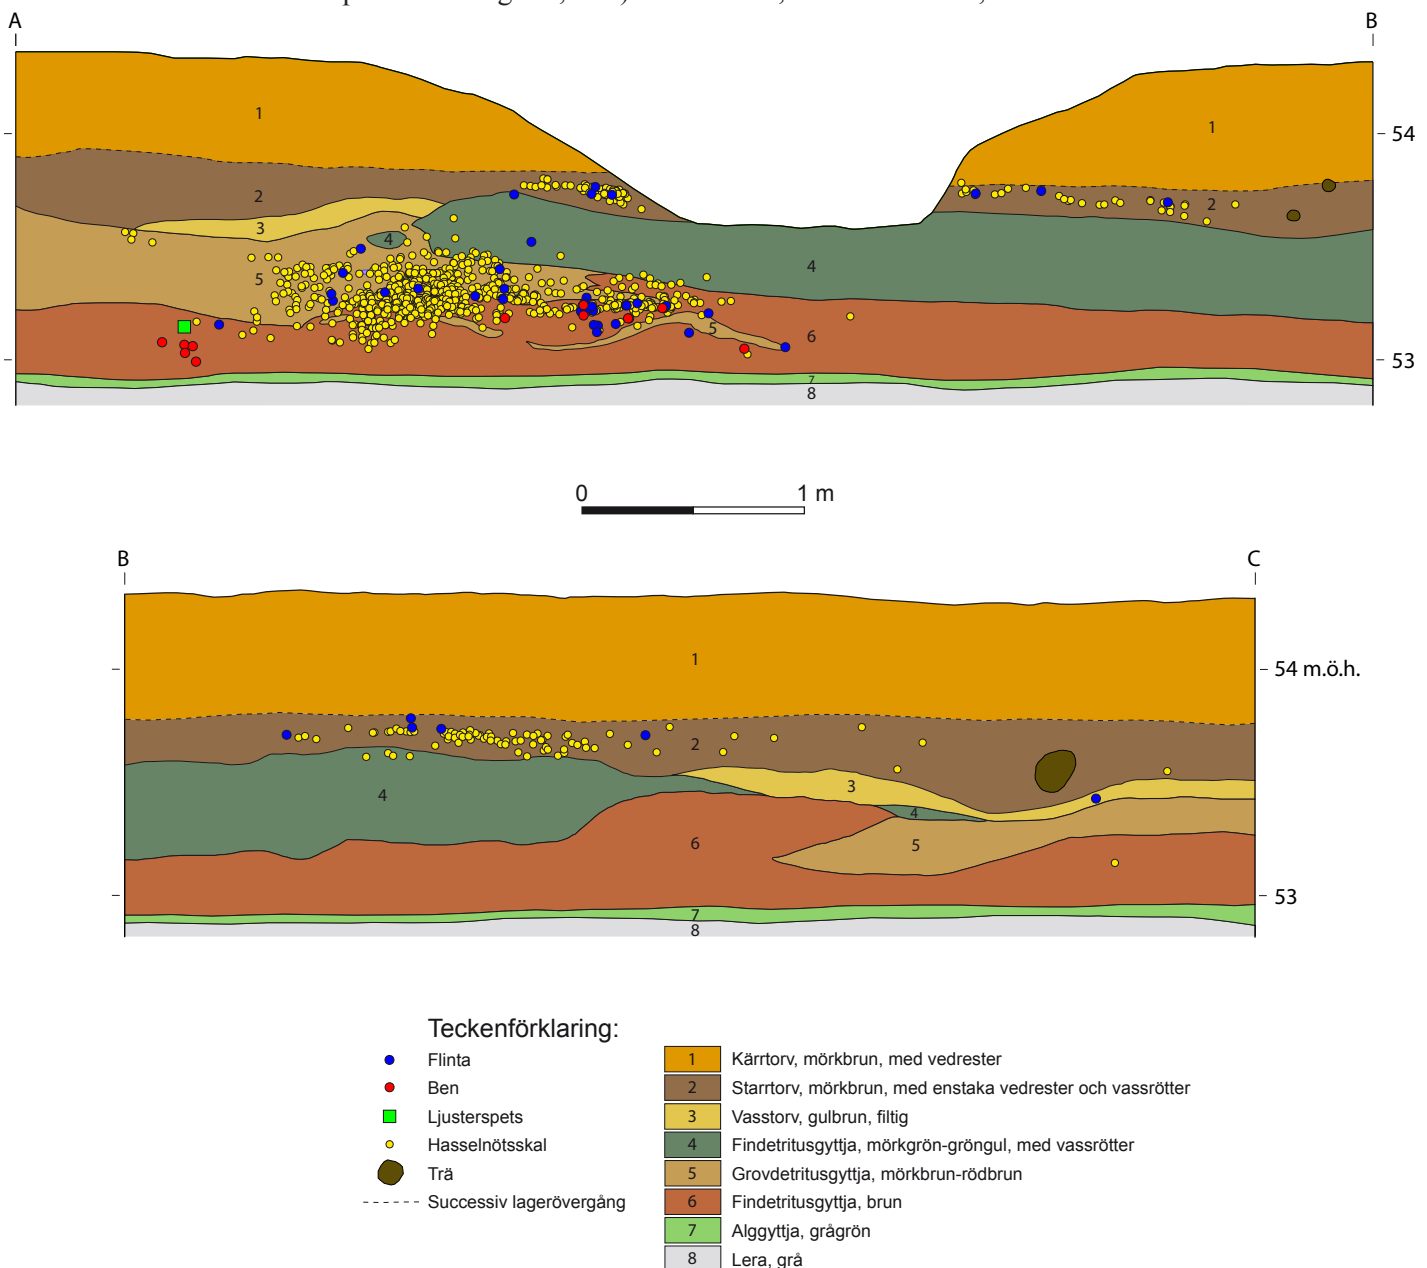 A B
1
1
54
2
2
3
4
4
5
5
6
53
7
8
0 1 m
B C
1
54 m.ö.h.
2
3
4
4
5
6
53
7
8
Teckenförklaring:
Flinta
Ben
Ljusterspets
Hasselnötsskal
Trä
Successiv lagerövergång
1 Kärrtorv, mörkbrun, med vedrester
2 Starrtorv, mörkbrun, med enstaka vedrester och vassrötter
3 Vasstorv, gulbrun, filtig
4 Findetritusgyttja, mörkgrön-gröngul, med vassrötter
5 Grovdetritusgyttja, mörkbrun-rödbrun
6 Findetritusgyttja, brun
7 Alggyttja, grågrön
8 Lera, grå